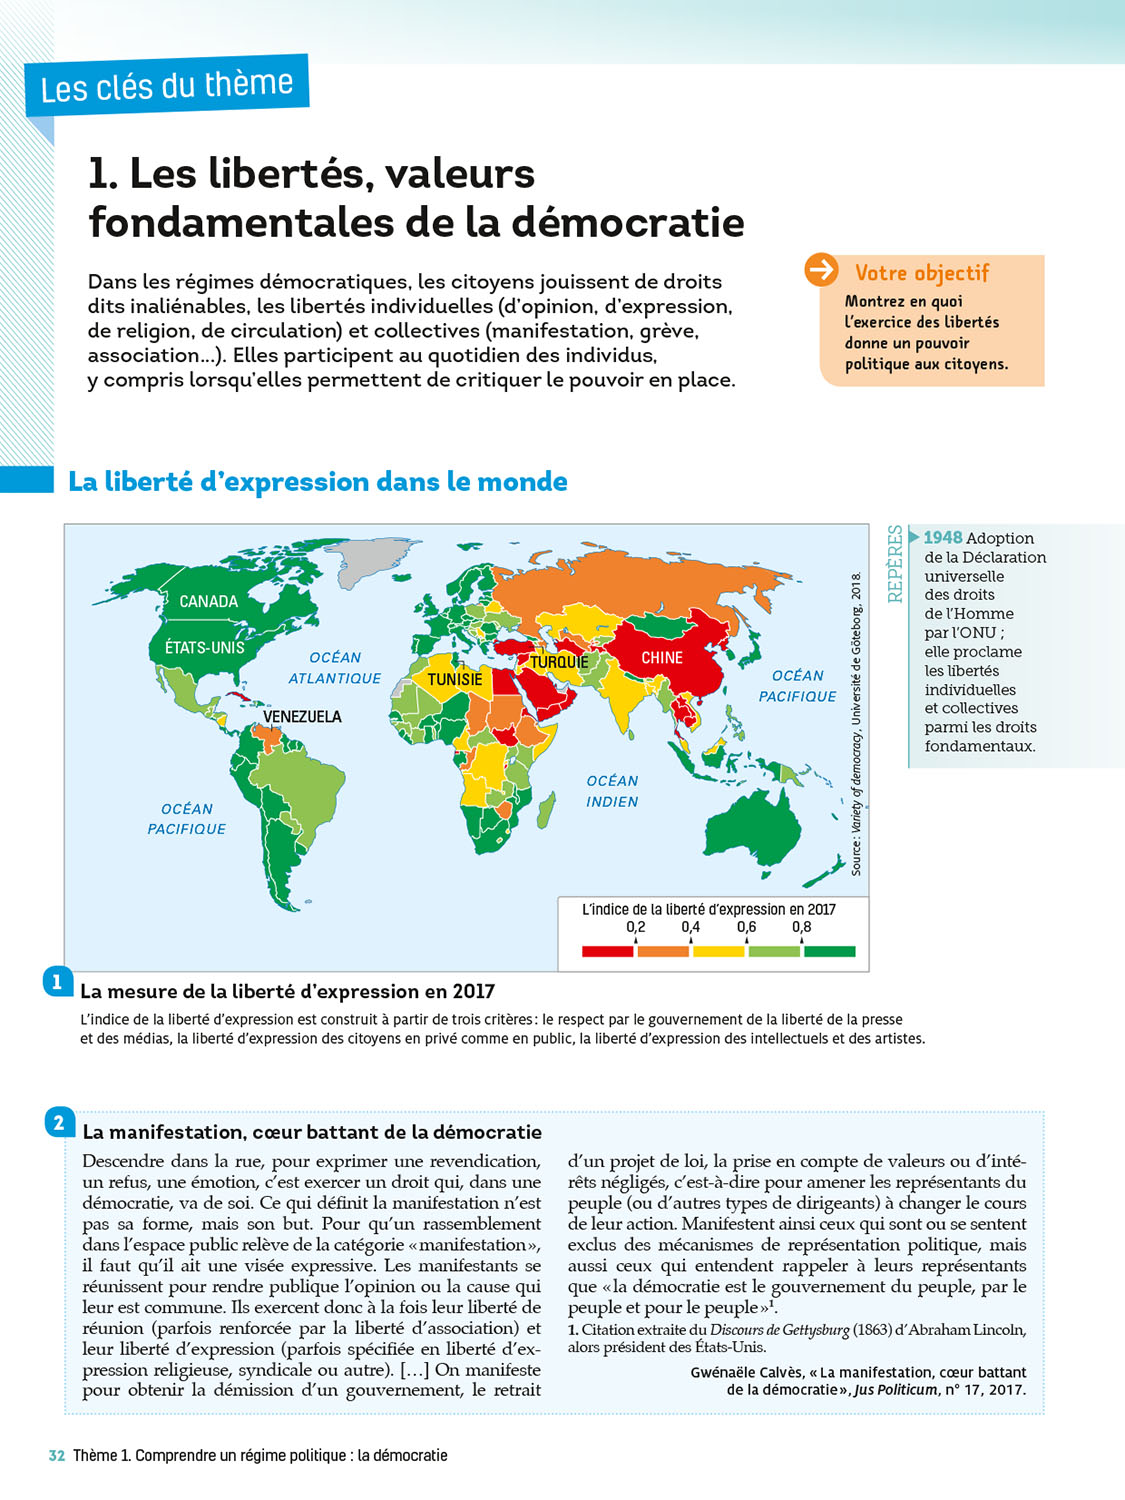 Les clés du thème
1. Les libertés, valeurs
fondamentales de la démocratie
Dans les régimes démocratiques, les citoyens jouissent de droits
dits inaliénables, les libertés individuelles (d'opinion, d'expression,
de religion, de circulation) et collectives (manifestation, grève,
association...). Elles participent au quotidien des individus,
y compris lorsqu'elles permettent de critiquer le pouvoir en place.
Votre objectif
Montrez en quoi
l'exercice des libertés
donne un pouvoir
politique aux citoyens.
La liberté d'expression dans le monde
CANADA
ÉTATS-UNIS
OCÉAN
ATLANTIQUE
TUNISIE
TURQUIE
CHINE
OCÉAN
PACIFIQUE
VENEZUELA
OCÉAN
INDIEN
OCÉAN
PACIFIQUE
Source : Variety of democracy, Université de Göteborg, 2018.
L'indice de la liberté d'expression en 2017
0,2 0,4 0,6 0,8
REPÈRES
1948 Adoption
de la Déclaration
universelle
des droits
de l'Homme
par l'ONU ;
elle proclame
les libertés
individuelles
et collectives
parmi les droits
fondamentaux.
1
La mesure de la liberté d'expression en 2017
L'indice de la liberté d'expression est construit à partir de trois critères : le respect par le gouvernement de la liberté de la presse
et des médias, la liberté d'expression des citoyens en privé comme en public, la liberté d'expression des intellectuels et des artistes.
2
La manifestation, cœur battant de la démocratie
Descendre dans la rue, pour exprimer une revendication,
un refus, une émotion, c'est exercer un droit qui, dans une
démocratie, va de soi. Ce qui définit la manifestation n'est
pas sa forme, mais son but. Pour qu'un rassemblement
dans l'espace public relève de la catégorie «manifestation»,
il faut qu'il ait une visée expressive. Les manifestants se
réunissent pour rendre publique l'opinion ou la cause qui
leur est commune. Ils exercent donc à la fois leur liberté de
réunion (parfois renforcée par la liberté d'association) et
leur liberté d'expression (parfois spécifiée en liberté d'ex-
pression religieuse, syndicale ou autre). [...] On manifeste
pour obtenir la démission d'un gouvernement, le retrait
d'un projet de loi, la prise en compte de valeurs ou d'inté-
rêts négligés, c'est-à-dire pour amener les représentants du
peuple (ou d'autres types de dirigeants) à changer le cours
de leur action. Manifestent ainsi ceux qui sont ou se sentent
exclus des mécanismes de représentation politique, mais
aussi ceux qui entendent rappeler à leurs représentants
que «la démocratie est le gouvernement du peuple, par le
peuple et pour le peuple»¹.
1. Citation extraite du Discours de Gettysburg (1863) d'Abraham Lincoln,
alors président des États-Unis.
Gwénaële Calvès, « La manifestation, cœur battant
de la démocratie », Jus Politicum, n° 17, 2017.
32 Thème 1. Comprendre un régime politique : la démocratie